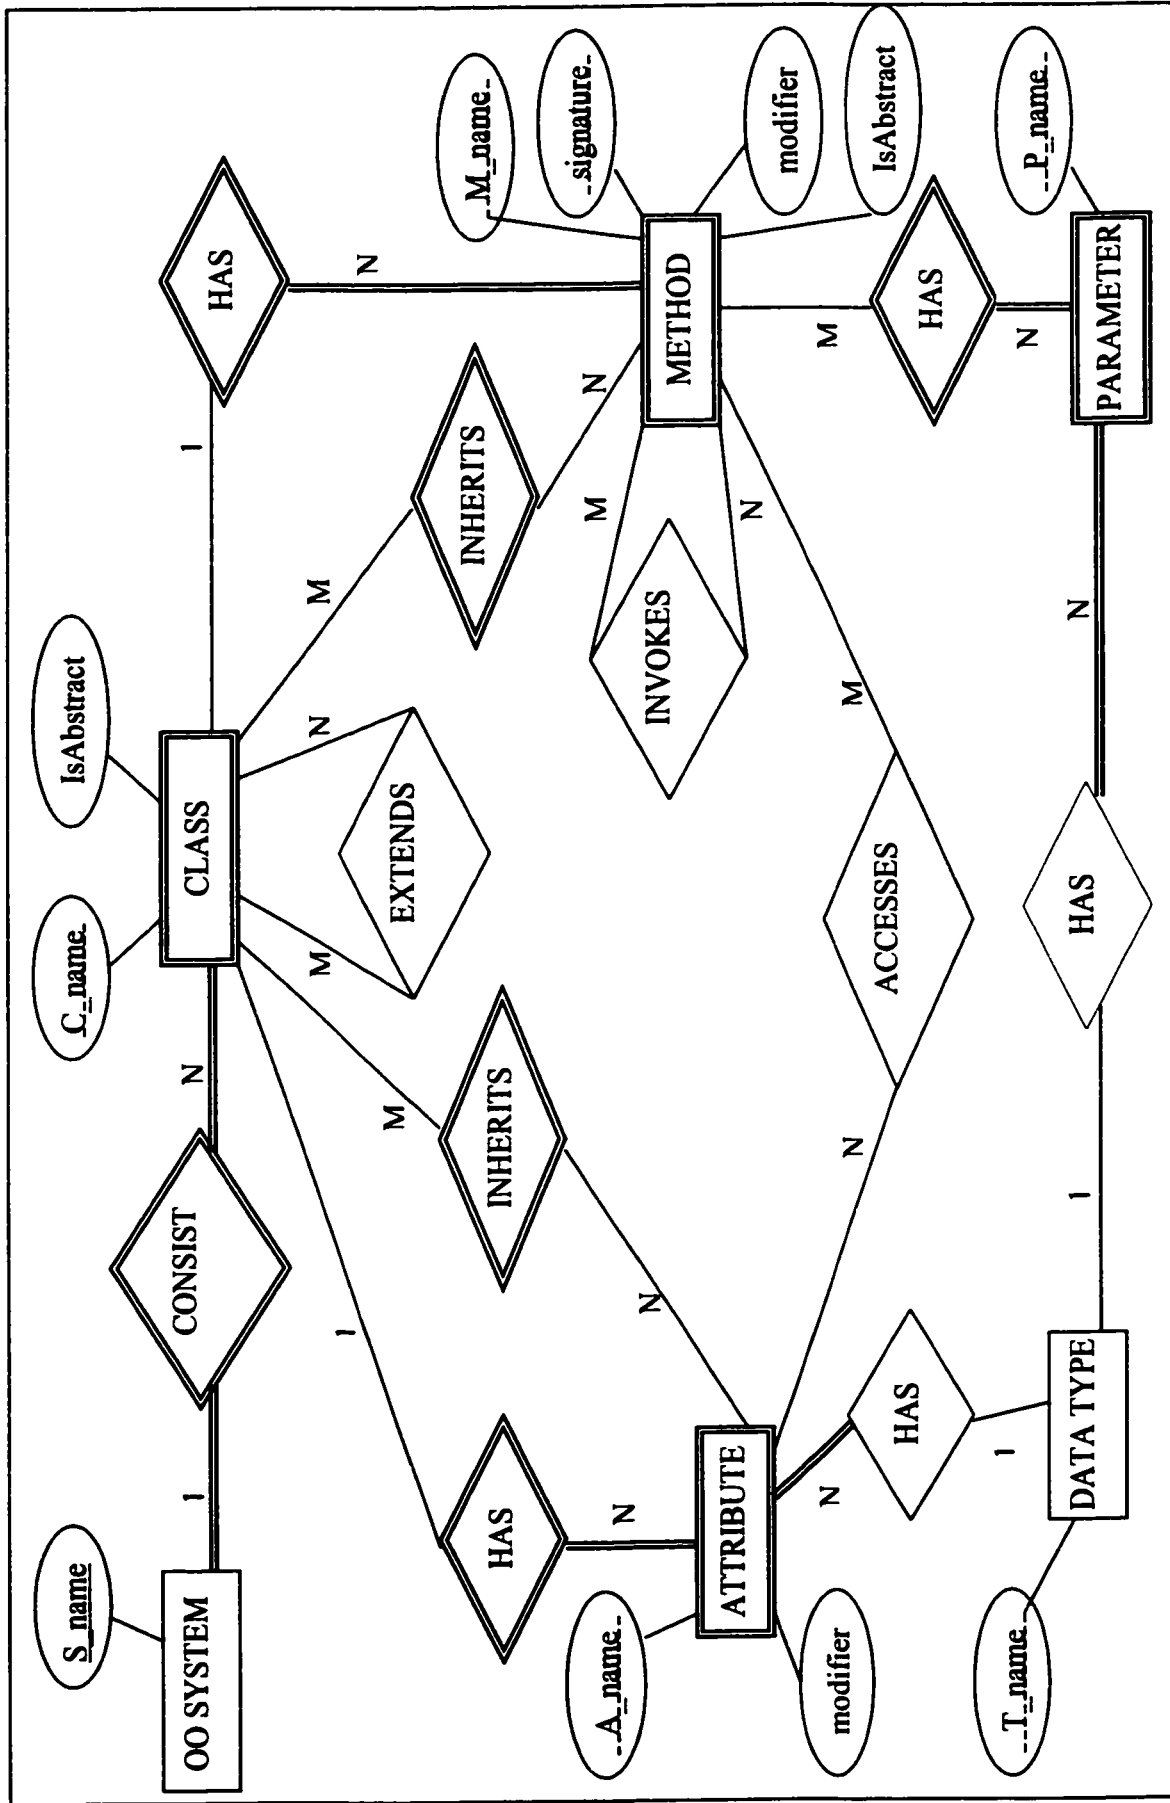 S_name
C_name
IsAbstract
OO SYSTEM
1
CONSIST
N
CLASS
1
HAS
1
M
N
M
N
M
EXTENDS
HAS
INHERITS
INHERITS
M_name
signature
A_name
N
N
INVOKES
M
N
METHOD
ATTRIBUTE
N
modifier
modifier
N
N
M
M
ACCESSES
IsAbstract
HAS
HAS
T_name
1
N
P_name
DATA TYPE
1
HAS
N
PARAMETER